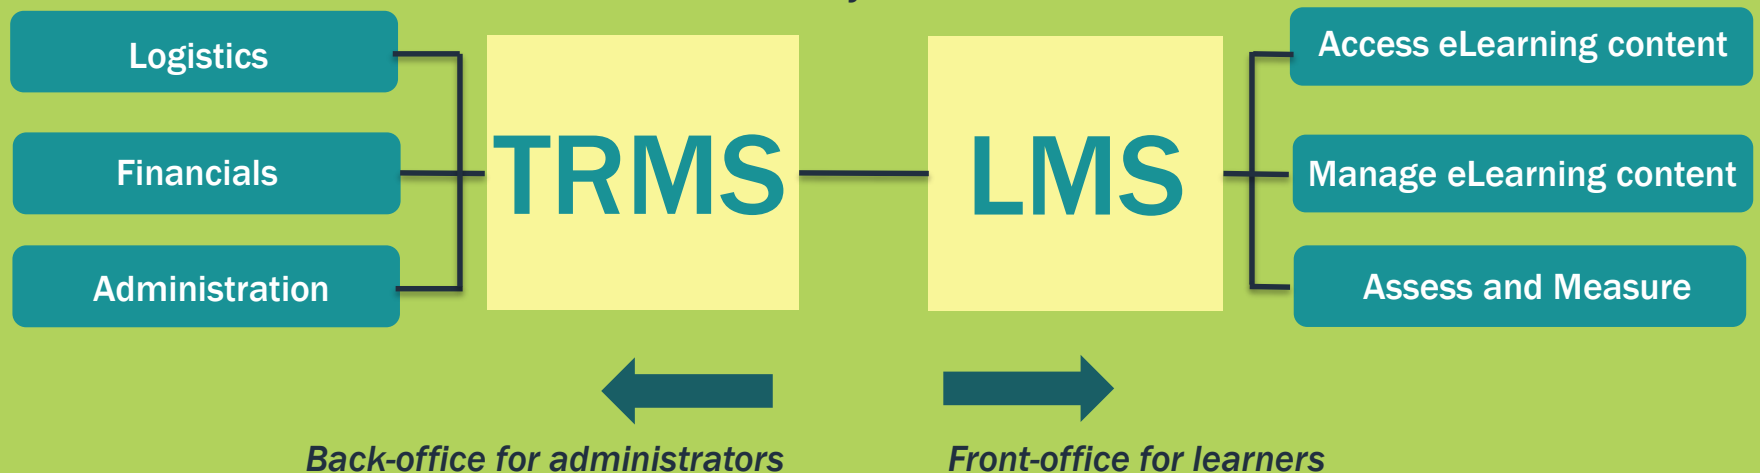 Logistics
Financials
Administration
TRMS
LMS
Access eLearning content
Manage eLearning content
Assess and Measure
Back-office for administrators
Front-office for learners